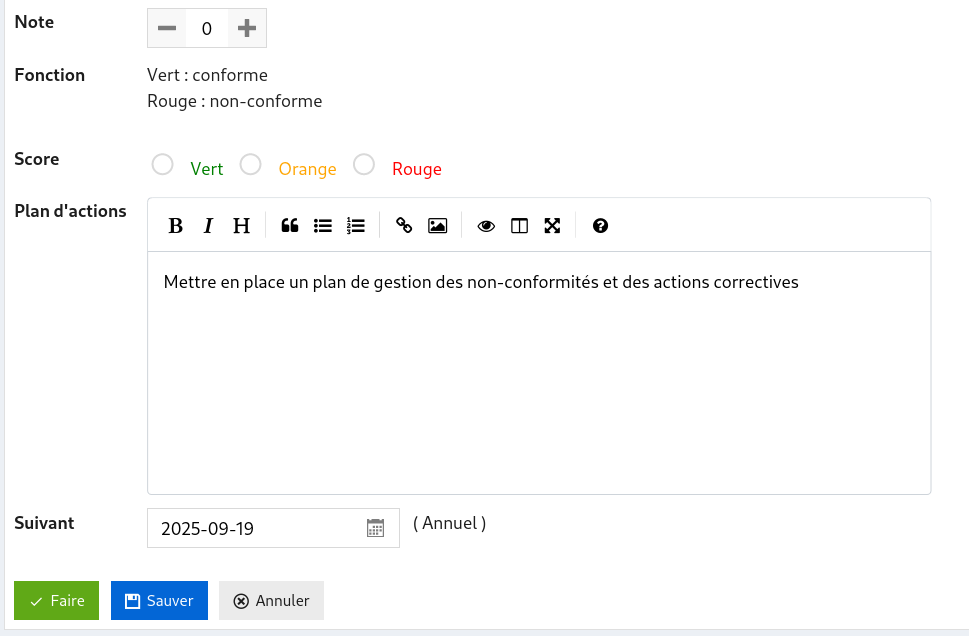 Note 0
Fonction Vert : conforme
Rouge : non-conforme
Score Vert Orange Rouge
Plan d'actions B I H
Mettre en place un plan de gestion des non-conformités et des actions correctives
Suivant 2025-09-19 ( Annuel )
Faire Sauver Annuler